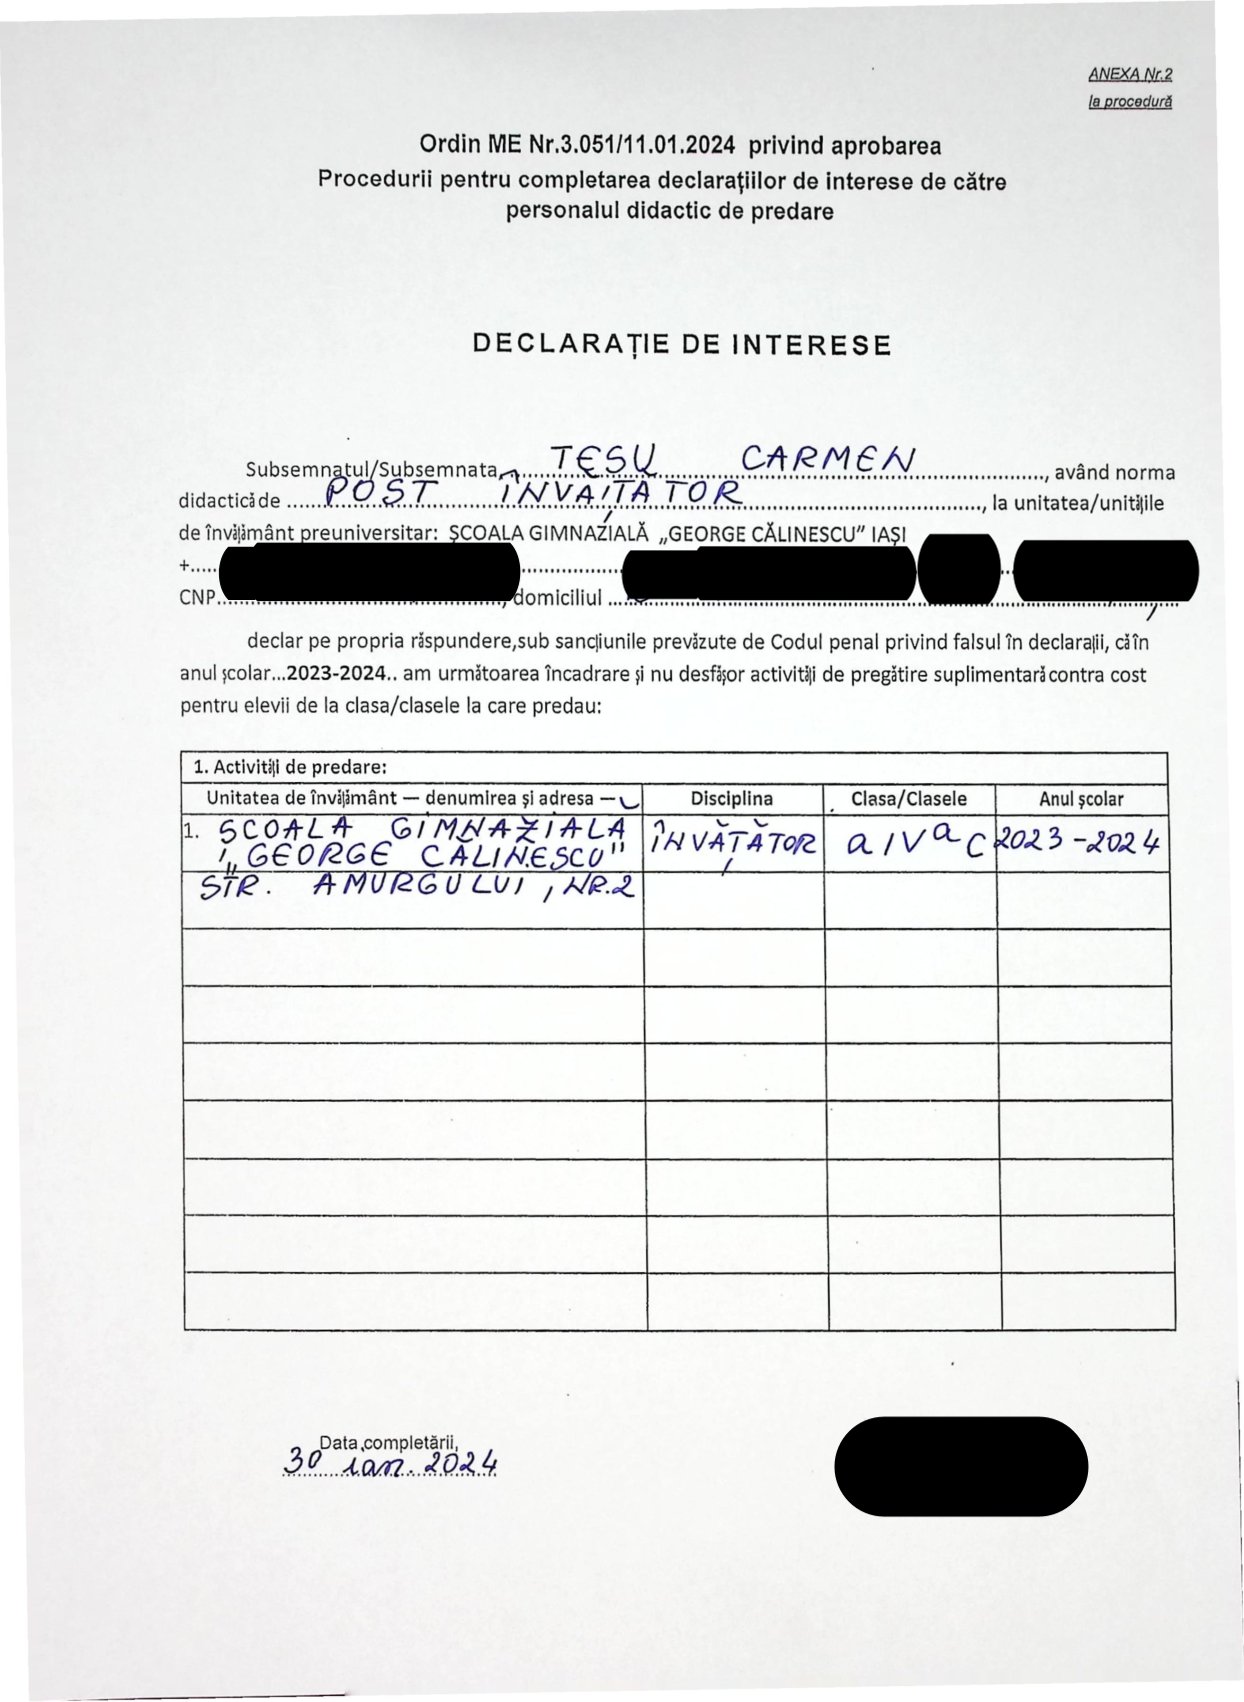 ANEXA Nr.2
la procedură
Ordin ME Nr.3.051/11.01.2024 privind aprobarea
Procedurii pentru completarea declarațiilor de interese de către
personalul didactic de predare
DECLARAȚIE DE INTERESE
Subsemnatul/Subsemnata, TESU CARMEN, având norma
didactică de POST ÎNVĂȚĂTOR, la unitatea/unitățile
de învățământ preuniversitar: ȘCOALA GIMNAZIALĂ „GEORGE CĂLINESCU” IAȘI
+
CNP, domiciliul
declar pe propria răspundere,sub sancțiunile prevăzute de Codul penal privind falsul în declarații, că în
anul școlar...2023-2024.. am următoarea încadrare și nu desfășor activități de pregătire suplimentară contra cost
pentru elevii de la clasa/clasele la care predau:
1. Activități de predare:
Unitatea de învățământ — denumirea și adresa — Disciplina Clasa/Clasele Anul școlar
1. ȘCOALA GIMNAZIALA ÎNVĂȚĂTOR a IV a C 2023-2024
„GEORGE CĂLINESCU"
STR. AMURGULUI, NR.2
Data completării,
30 ian. 2024